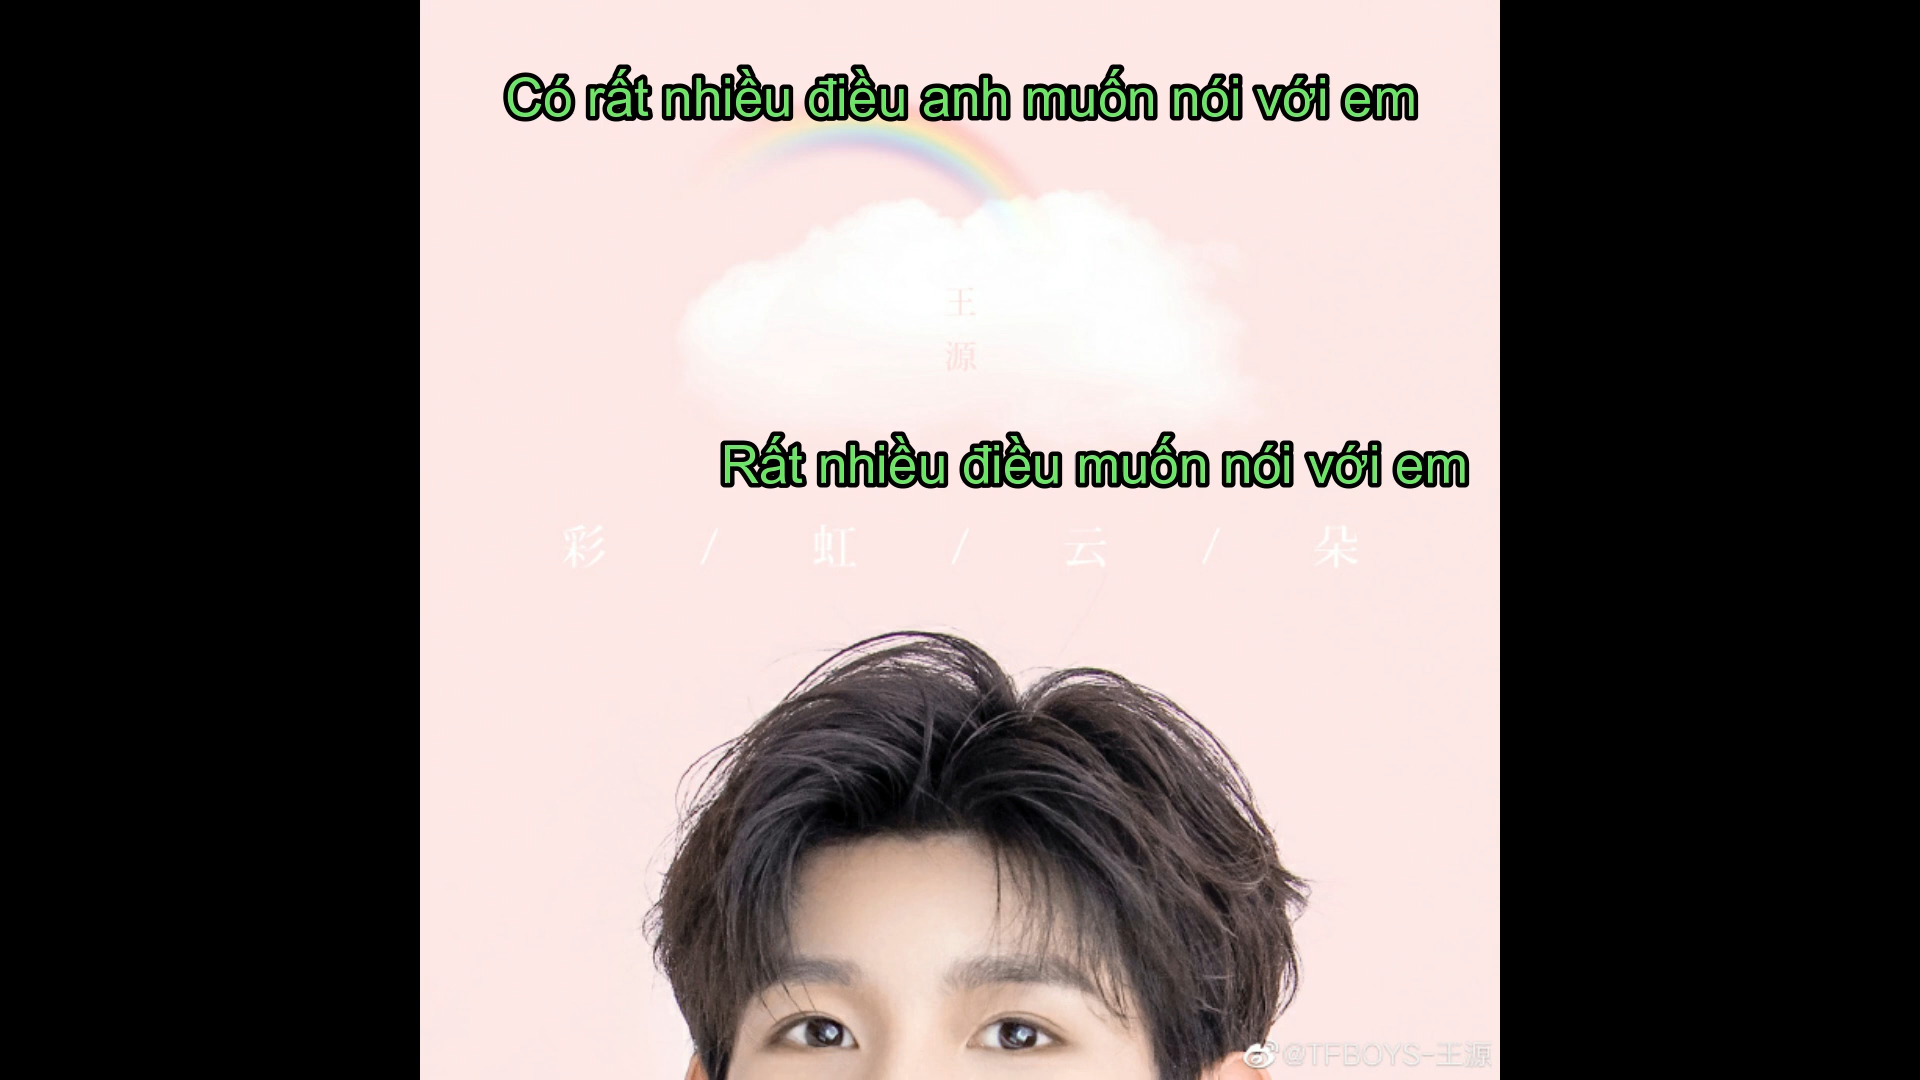 Có rất nhiều điều anh muốn nói với em
王
源
Rất nhiều điều muốn nói với em
彩 / 虹 / 云 / 朵
@TFBOYS-王源